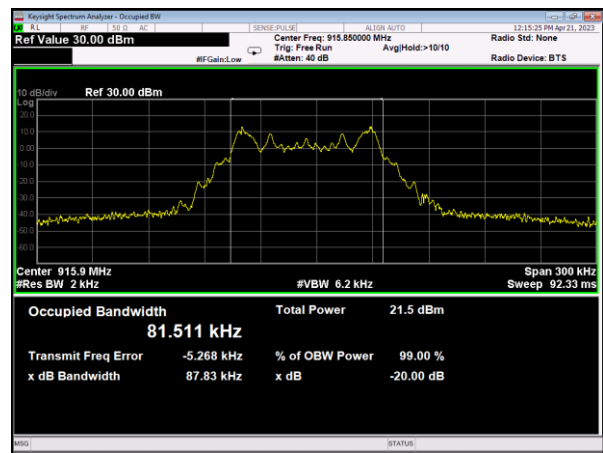 Keysight Spectrum Analyzer - Occupied BW
RL RF 50 Ω AC SENSE:PULSE ALIGN AUTO 12:15:25 PM Apr 21, 2023
Ref Value 30.00 dBm Center Freq: 915.850000 MHz Radio Std: None
Trig: Free Run Avg|Hold:>10/10
#IFGain:Low #Atten: 40 dB Radio Device: BTS
10 dB/div Ref 30.00 dBm
Log
20.0
10.0
0.00
-10.0
-20.0
-30.0
-40.0
-50.0
-60.0
Center 915.9 MHz Span 300 kHz
#Res BW 2 kHz #VBW 6.2 kHz Sweep 92.33 ms
Occupied Bandwidth Total Power 21.5 dBm
81.511 kHz
Transmit Freq Error -5.268 kHz % of OBW Power 99.00 %
x dB Bandwidth 87.83 kHz x dB -20.00 dB
MSG STATUS